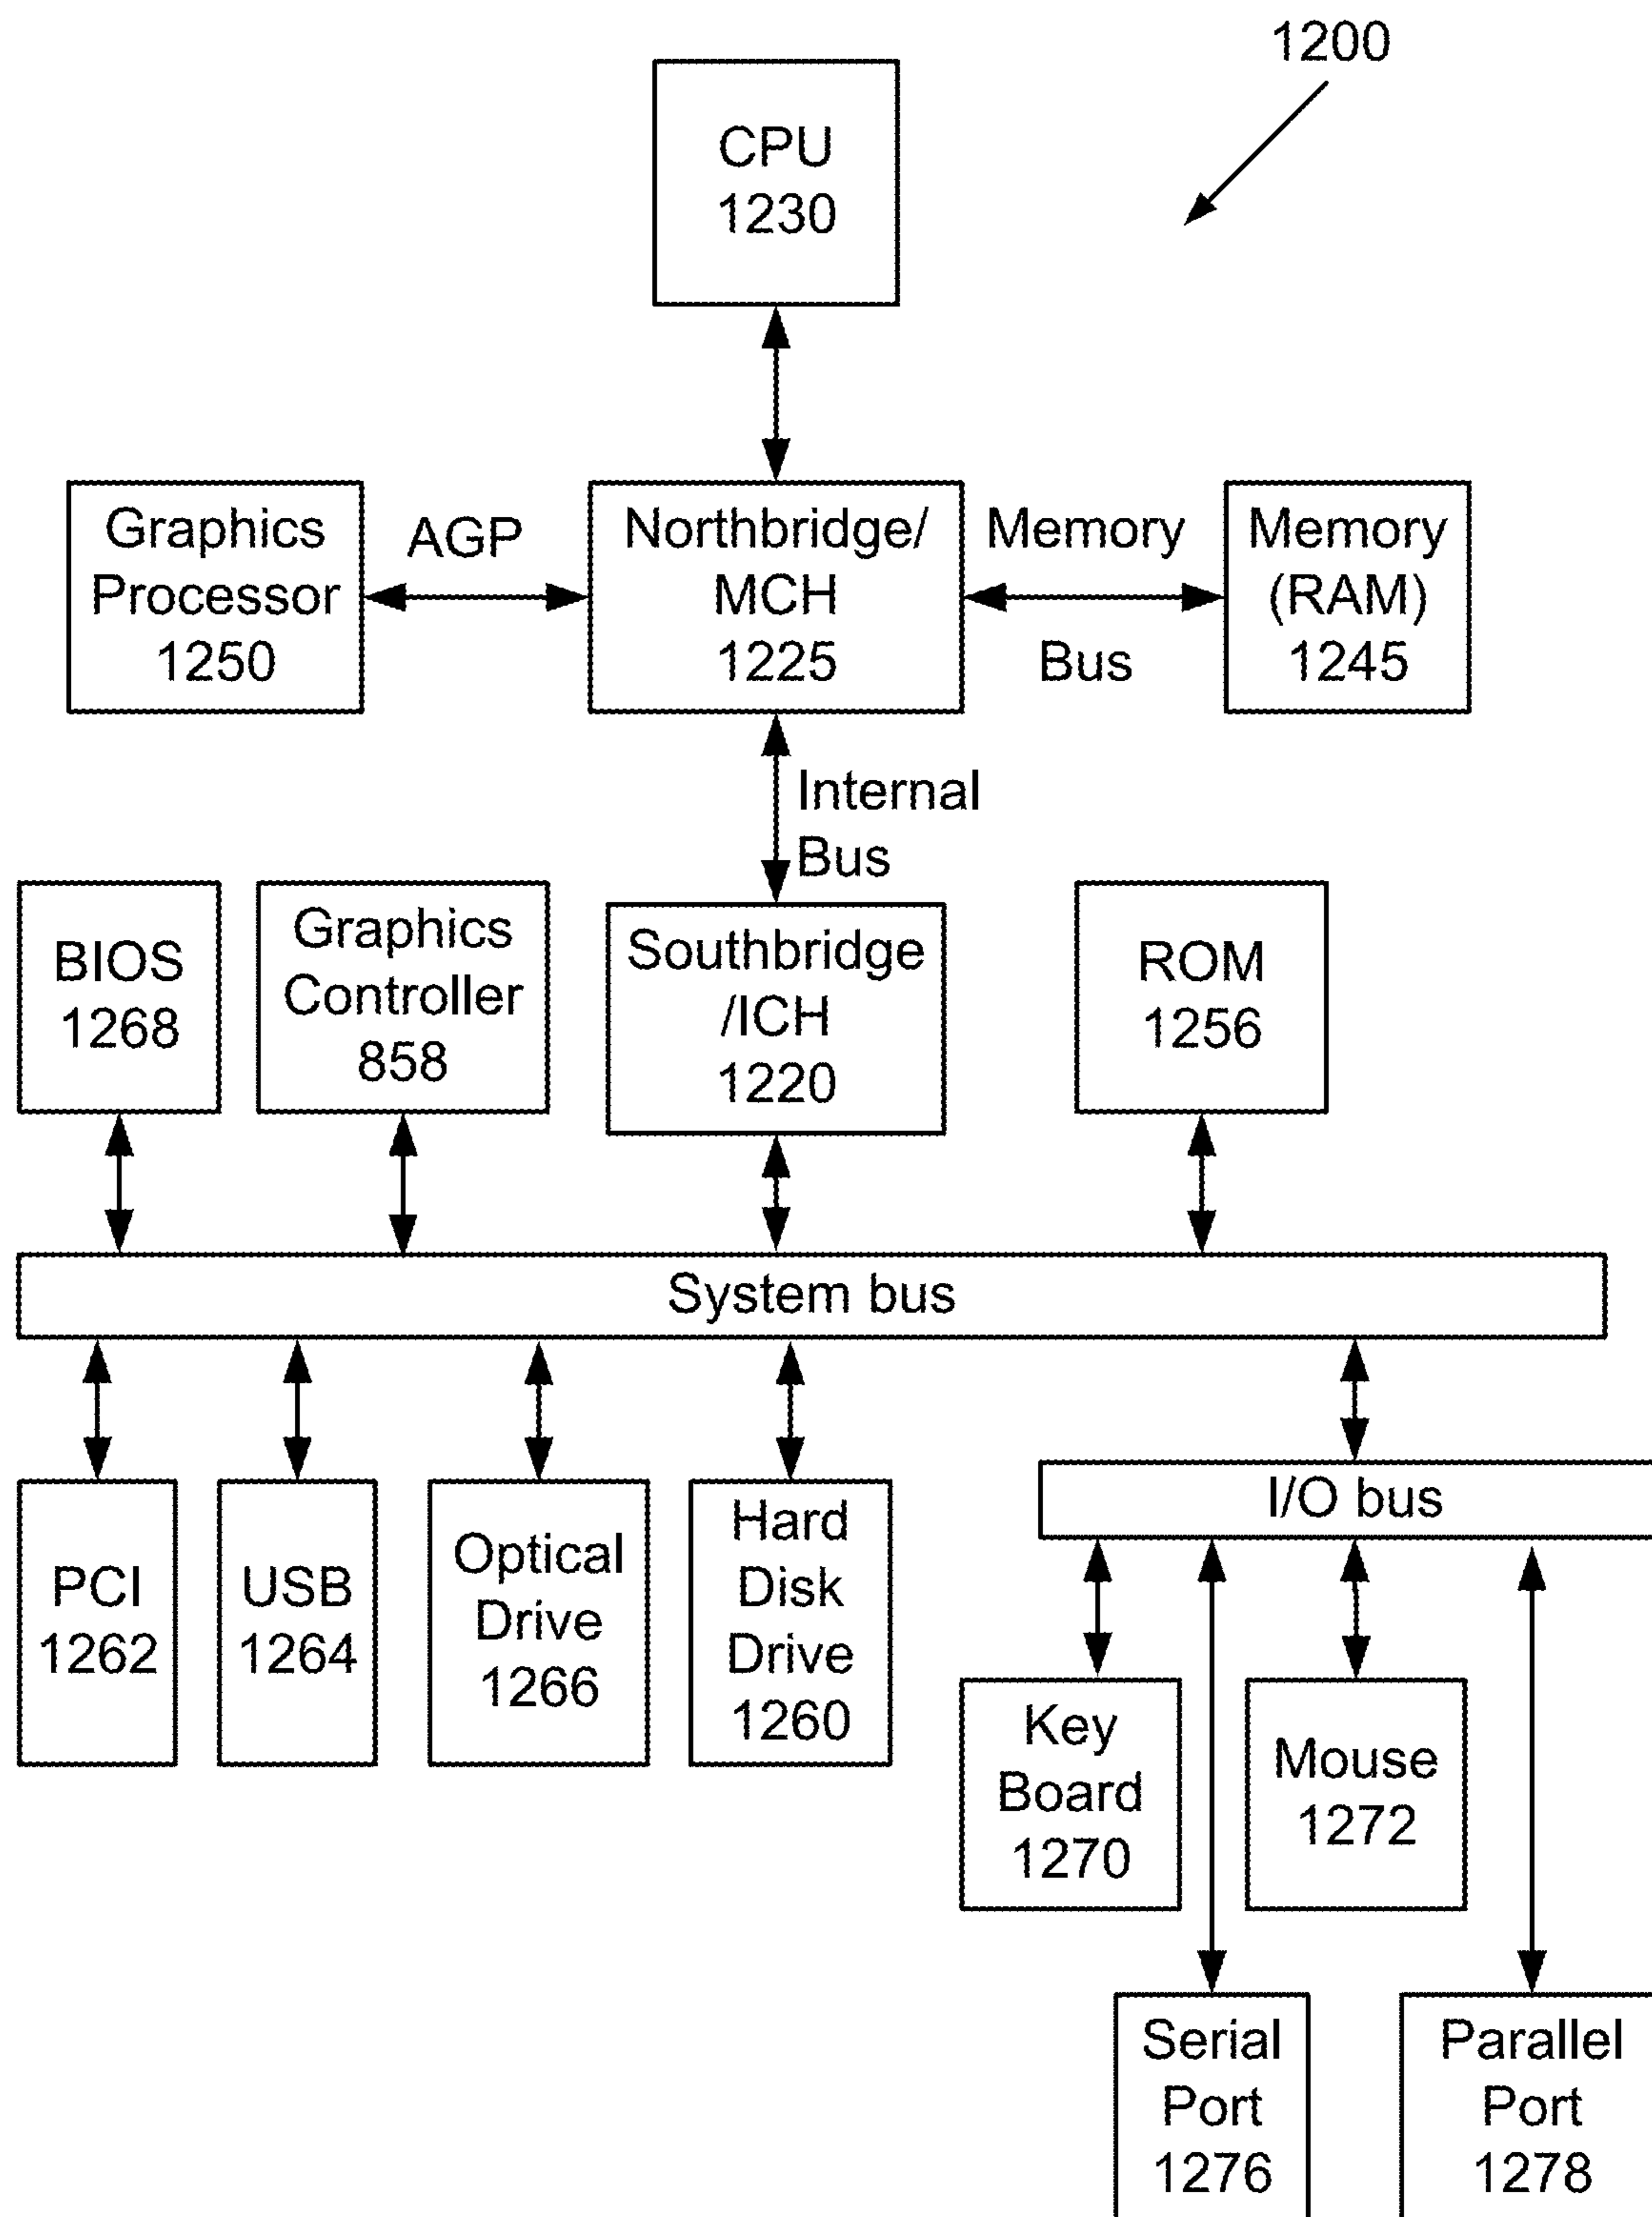 1200
CPU
1230
Graphics
Processor
1250
AGP
Northbridge/
MCH
1225
Memory
Bus
Memory
(RAM)
1245
Internal
Bus
BIOS
1268
Graphics
Controller
858
Southbridge
/ICH
1220
ROM
1256
System bus
PCI
1262
USB
1264
Optical
Drive
1266
Hard
Disk
Drive
1260
I/O bus
Key
Board
1270
Mouse
1272
Serial
Port
1276
Parallel
Port
1278